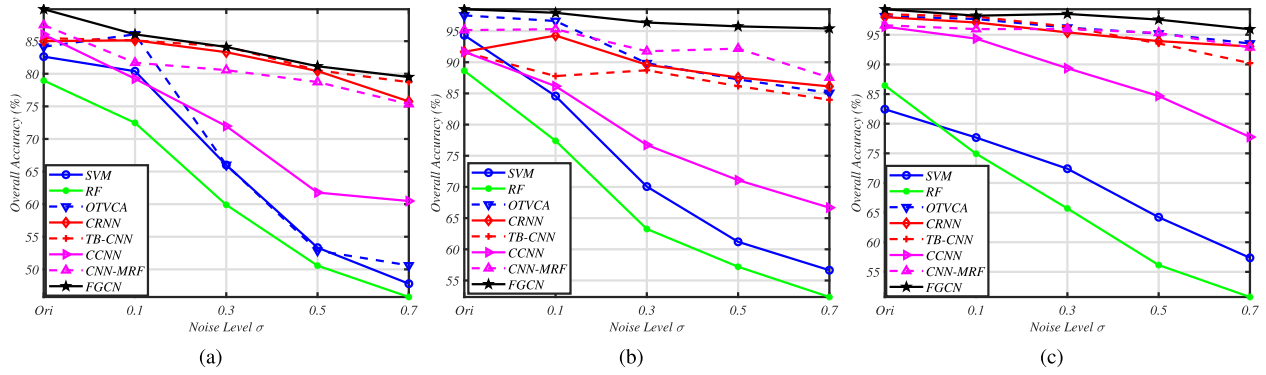 Overall Accuracy (%)
85
80
75
70
65
60
55
50
SVM
RF
OTVCA
CRNN
TB-CNN
CCNN
CNN-MRF
FGCN
Ori 0.1 0.3 0.5 0.7
Noise Level σ
(a)
Overall Accuracy (%)
95
90
85
80
75
70
65
60
55
SVM
RF
OTVCA
CRNN
TB-CNN
CCNN
CNN-MRF
FGCN
Ori 0.1 0.3 0.5 0.7
Noise Level σ
(b)
Overall Accuracy (%)
95
90
85
80
95
70
65
60
55
SVM
RF
OTVCA
CRNN
TB-CNN
CCNN
CNN-MRF
FGCN
Ori 0.1 0.3 0.5 0.7
Noise Level σ
(c)